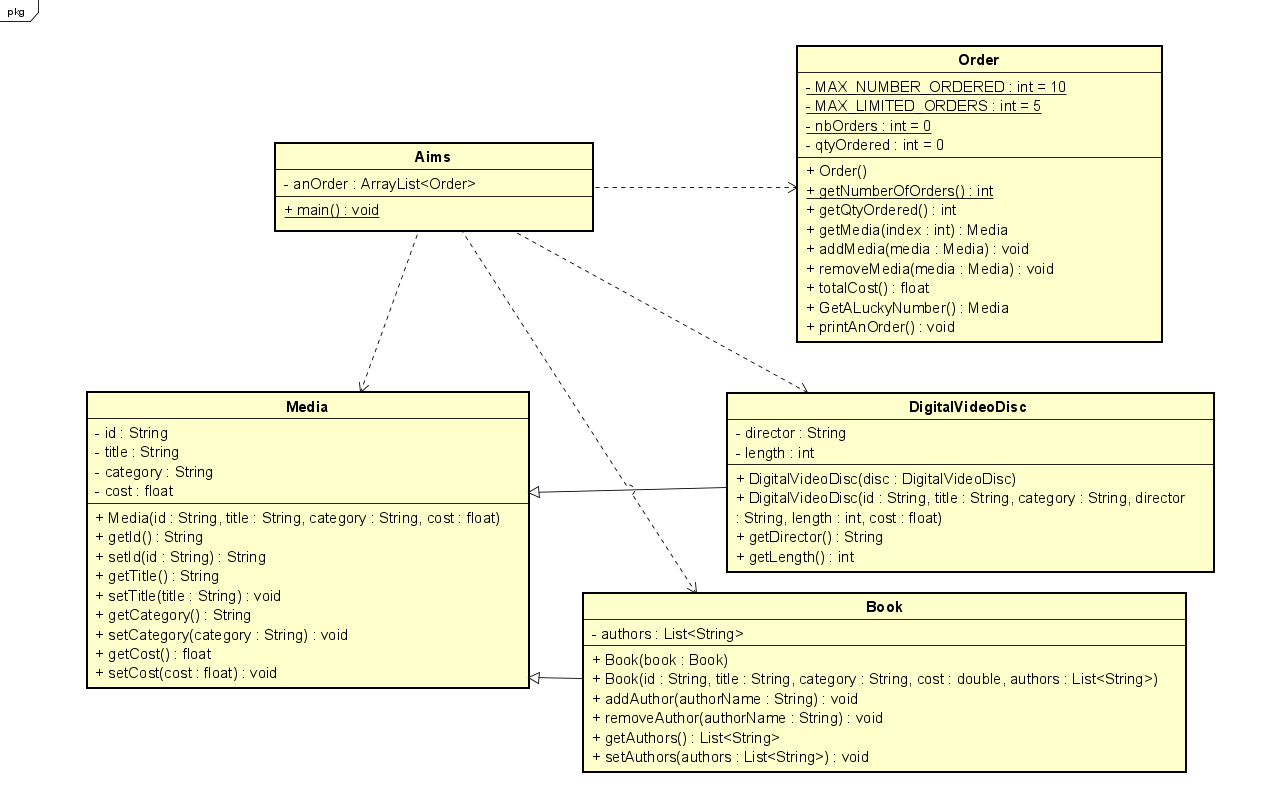 pkg
Order
- MAX_NUMBER_ORDERED : int = 10
- MAX_LIMITED_ORDERS : int = 5
- nbOrders : int = 0
- qtyOrdered : int = 0
+ Order()
+ getNumberOfOrders() : int
+ getQtyOrdered() : int
+ getMedia(index : int) : Media
+ addMedia(media : Media) : void
+ removeMedia(media : Media) : void
+ totalCost() : float
+ GetALuckyNumber() : Media
+ printAnOrder() : void
Aims
- anOrder : ArrayList<Order>
+ main() : void
Media
- id : String
- title : String
- category : String
- cost : float
+ Media(id : String, title : String, category : String, cost : float)
+ getId() : String
+ setId(id : String) : String
+ getTitle() : String
+ setTitle(title : String) : void
+ getCategory() : String
+ setCategory(category : String) : void
+ getCost() : float
+ setCost(cost : float) : void
DigitalVideoDisc
- director : String
- length : int
+ DigitalVideoDisc(disc : DigitalVideoDisc)
+ DigitalVideoDisc(id : String, title : String, category : String, director
: String, length : int, cost : float)
+ getDirector() : String
+ getLength() : int
Book
- authors : List<String>
+ Book(book : Book)
+ Book(id : String, title : String, category : String, cost : double, authors : List<String>)
+ addAuthor(authorName : String) : void
+ removeAuthor(authorName : String) : void
+ getAuthors() : List<String>
+ setAuthors(authors : List<String>) : void